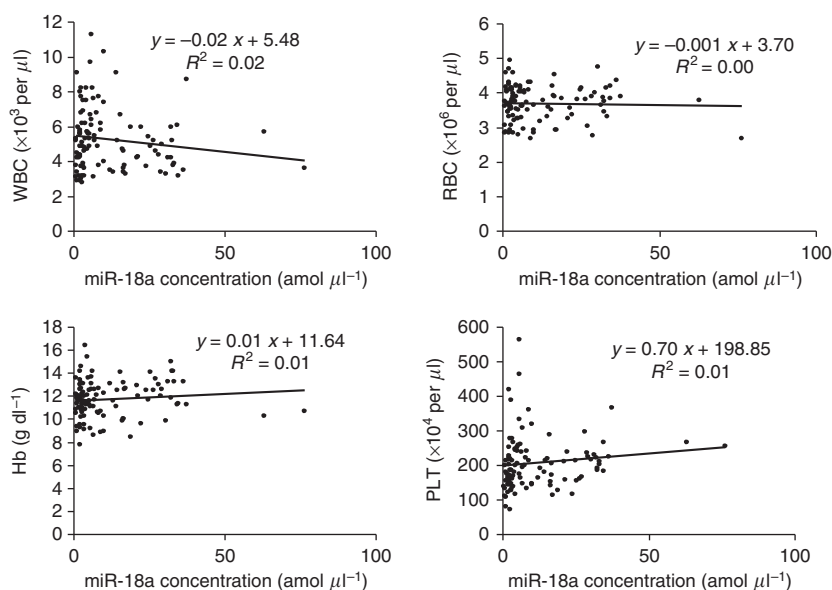 WBC (×10³ per μl)
12
10
8
6
4
2
0
y = –0.02 x + 5.48
R² = 0.02
0 50 100
miR-18a concentration (amol μl⁻¹)
RBC (×10⁶ per μl)
6
5
4
3
2
1
0
y = –0.001 x + 3.70
R² = 0.00
0 50 100
miR-18a concentration (amol μl⁻¹)
Hb (g dl⁻¹)
18
16
14
12
10
8
6
4
2
0
y = 0.01 x + 11.64
R² = 0.01
0 50 100
miR-18a concentration (amol μl⁻¹)
PLT (×10⁴ per μl)
600
500
400
300
200
100
0
y = 0.70 x + 198.85
R² = 0.01
0 50 100
miR-18a concentration (amol μl⁻¹)